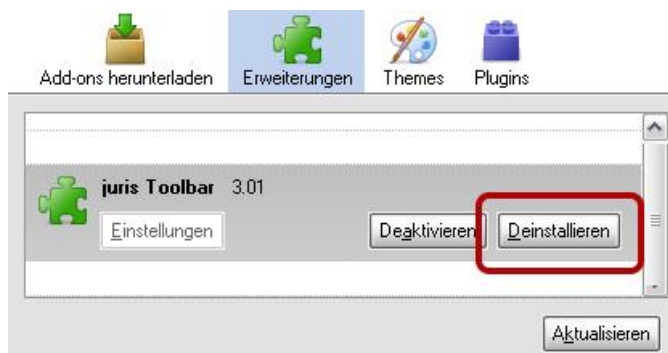 Add-ons herunterladen Erweiterungen Themes Plugins
juris Toolbar 3.01
Einstellungen Deaktivieren Deinstallieren
Aktualisieren